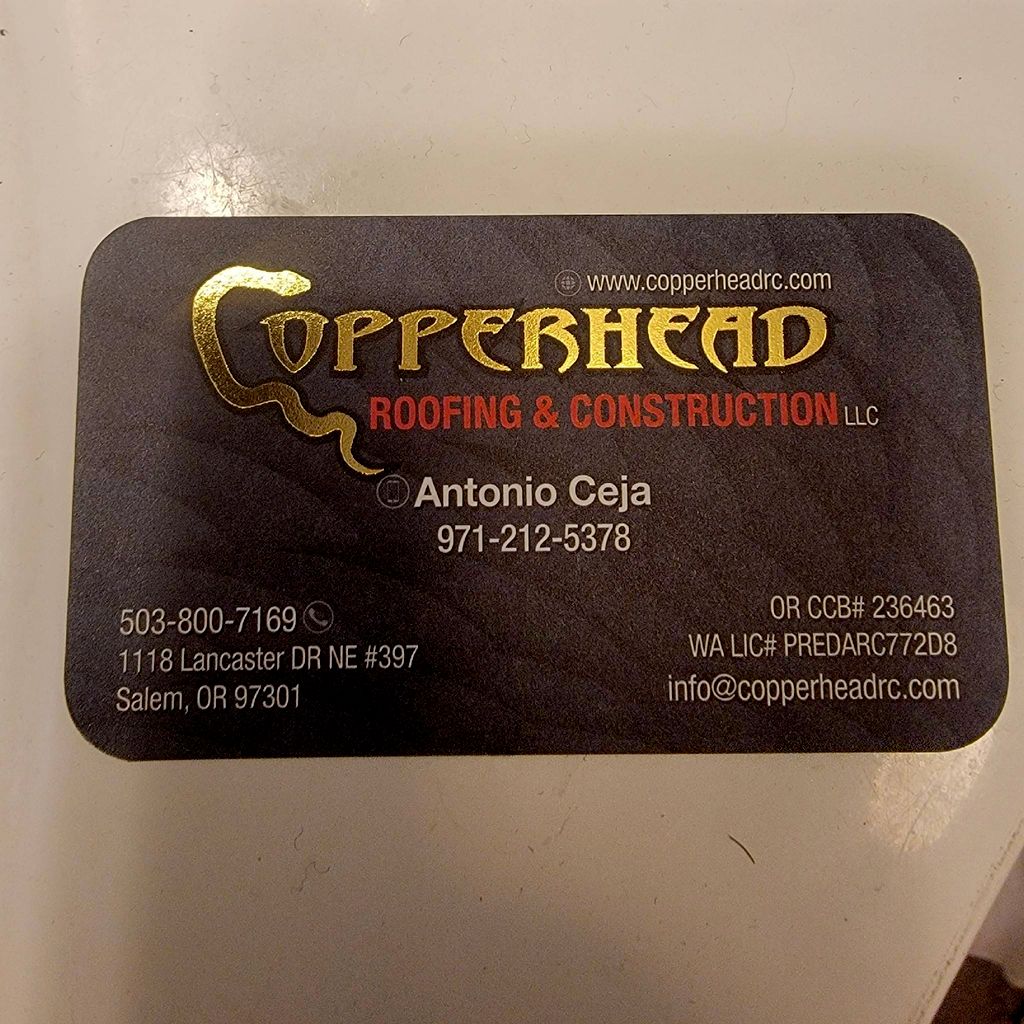 www.copperheadrc.com
COPPERHEAD
ROOFING & CONSTRUCTION LLC
Antonio Ceja
971-212-5378
503-800-7169
1118 Lancaster DR NE #397
Salem, OR 97301
OR CCB# 236463
WA LIC# PREDARC772D8
info@copperheadrc.com